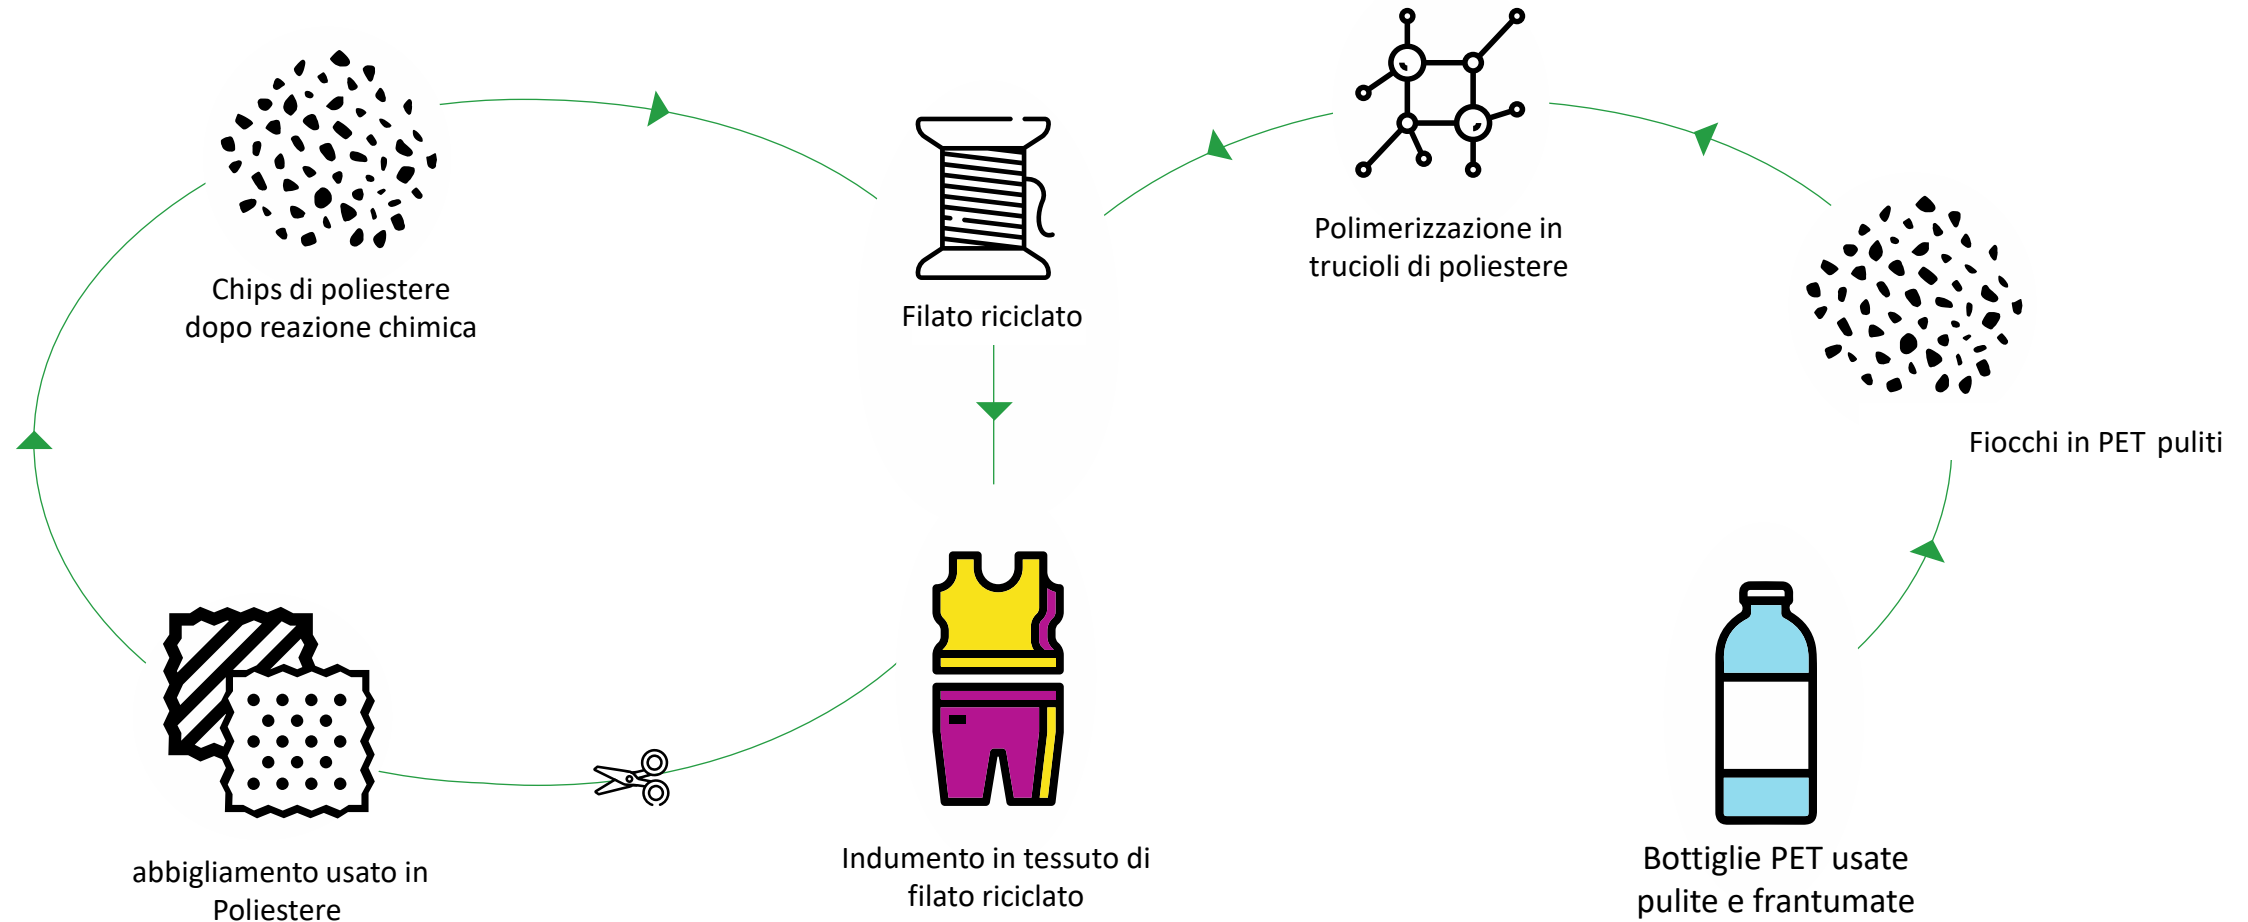 Polimerizzazione in
trucioli di poliestere
Chips di poliestere
dopo reazione chimica
Filato riciclato
Fiocchi in PET puliti
abbigliamento usato in
Poliestere
Indumento in tessuto di
filato riciclato
Bottiglie PET usate
pulite e frantumate